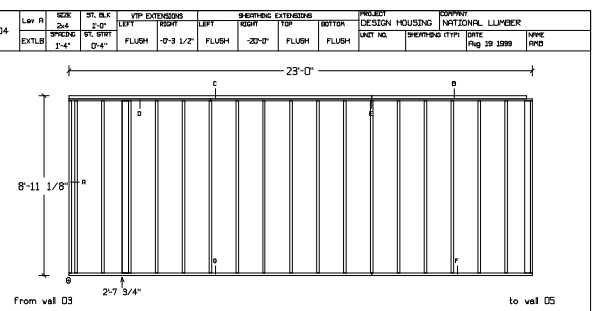 04
Lev A
SIZE
2x4
ST. BLK
1'-0"
VTP EXTENSIONS
SHEATHING EXTENSIONS
PROJECT
DESIGN HOUSING
COMPANY
NATIONAL LUMBER
EXTLB
SPACING
1'-4"
ST. STRT
0'-4"
LEFT
FLUSH
RIGHT
-0'-3 1/2"
LEFT
FLUSH
RIGHT
-20'-0"
TOP
FLUSH
BOTTOM
FLUSH
UNIT NO.
SHEATHING (TYP)
DATE
Aug 19 1999
NAME
AMB
23'-0"
C
B
D
E
8'-11 1/8"
A
G
F
2'-7 3/4"
from wall 03
to wall 05